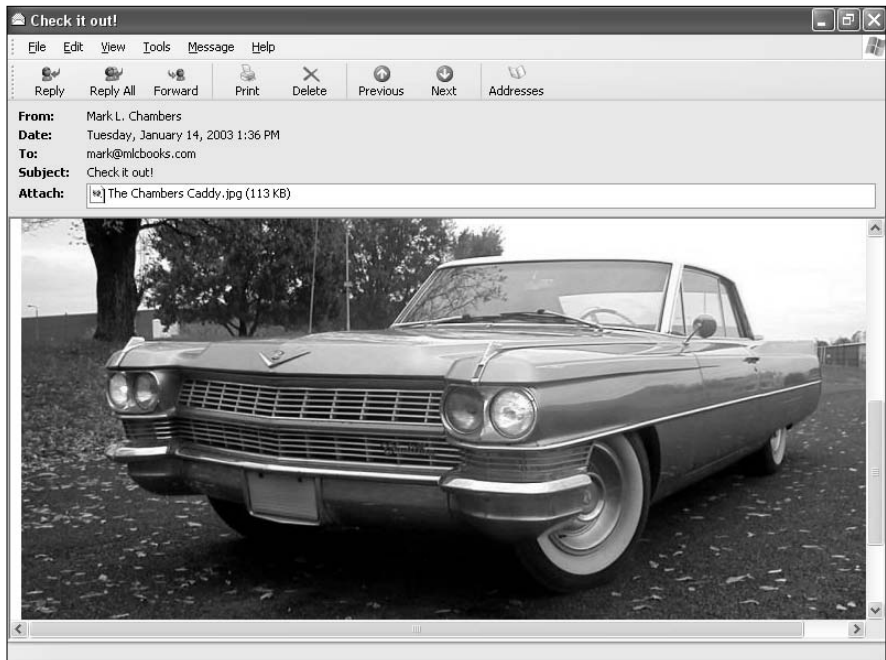 Check it out!
File Edit View Tools Message Help
Reply Reply All Forward Print Delete Previous Next Addresses
From: Mark L. Chambers
Date: Tuesday, January 14, 2003 1:36 PM
To: mark@mlcbooks.com
Subject: Check it out!
Attach: The Chambers Caddy.jpg (113 KB)